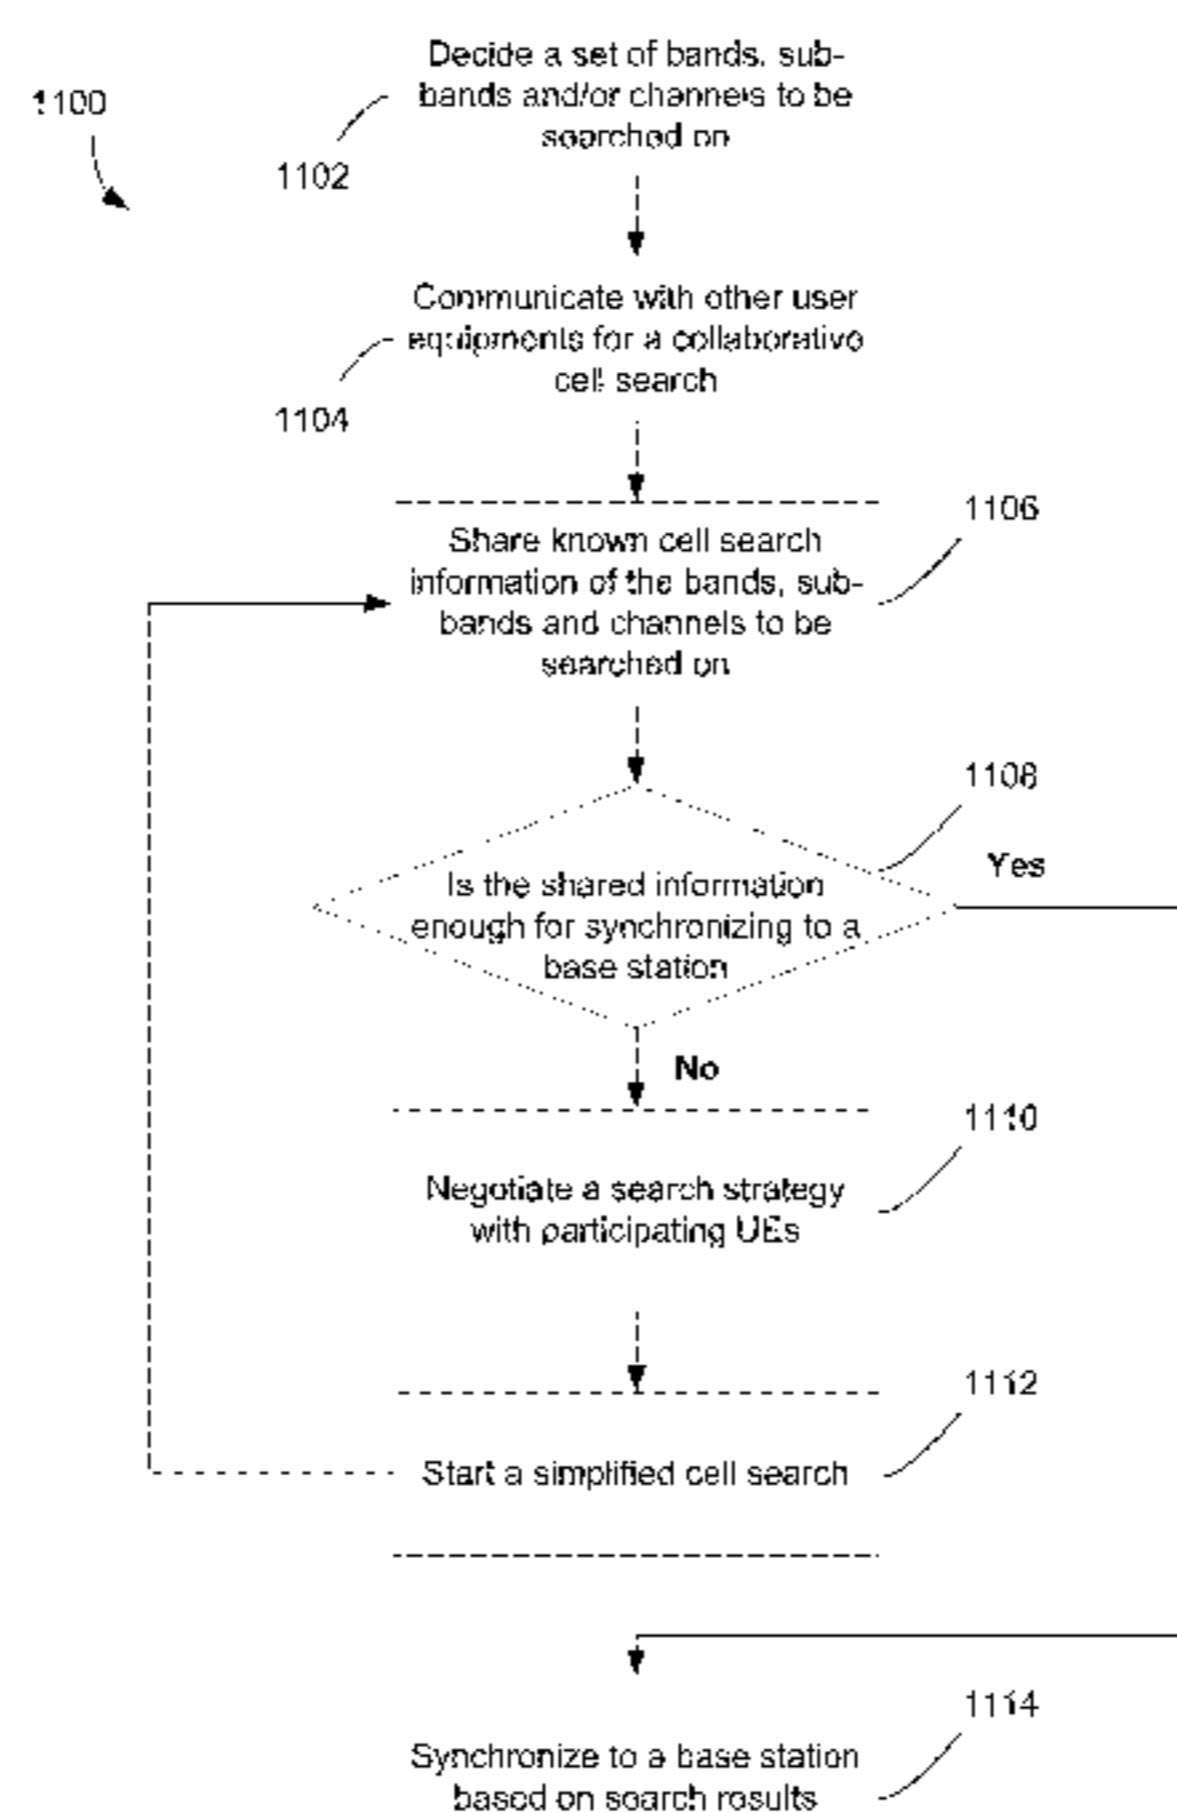 1100
Decide a set of bands, sub-
bands and/or channels to be
searched on
1102
Communicate with other user
equipments for a collaborative
cell search
1104
1106
Share known cell search
information of the bands, sub-
bands and channels to be
searched on
1108
Yes
Is the shared information
enough for synchronizing to a
base station
No
1110
Negotiate a search strategy
with participating UEs
1112
Start a simplified cell search
1114
Synchronize to a base station
based on search results